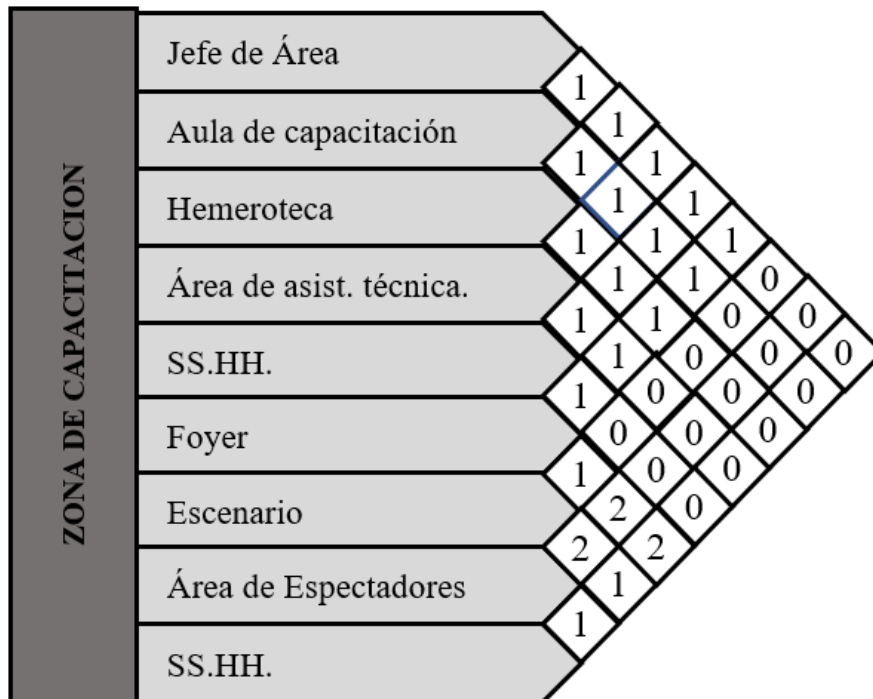 ZONA DE CAPACITACION
Jefe de Área
1
1
Aula de capacitación
1 1
1 1
Hemeroteca
1 1 1
1 1 0
Área de asist. técnica.
1 1 0 0
1 0 0 0
SS.HH.
1 0 0 0
0 0 0
Foyer
1 0 0
2 0
Escenario
2 2
1
Área de Espectadores
1
SS.HH.